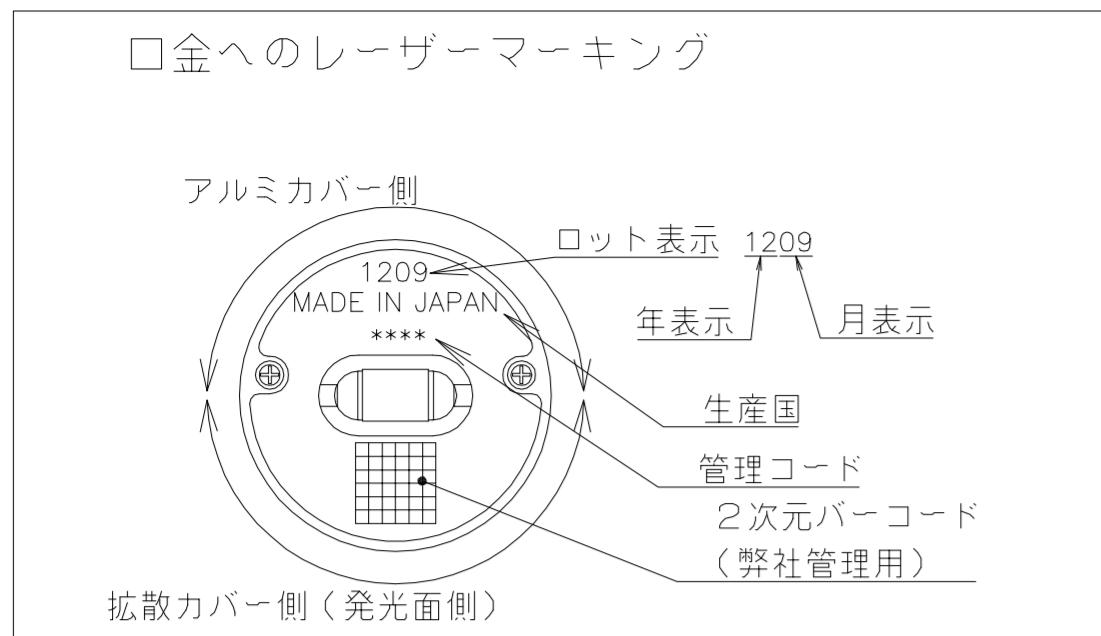 口金へのレーザーマーキング
アルミカバー側
ロット表示 1209
1209
MADE IN JAPAN
****
年表示
月表示
生産国
管理コード
2次元バーコード
(弊社管理用)
拡散カバー側(発光面側)